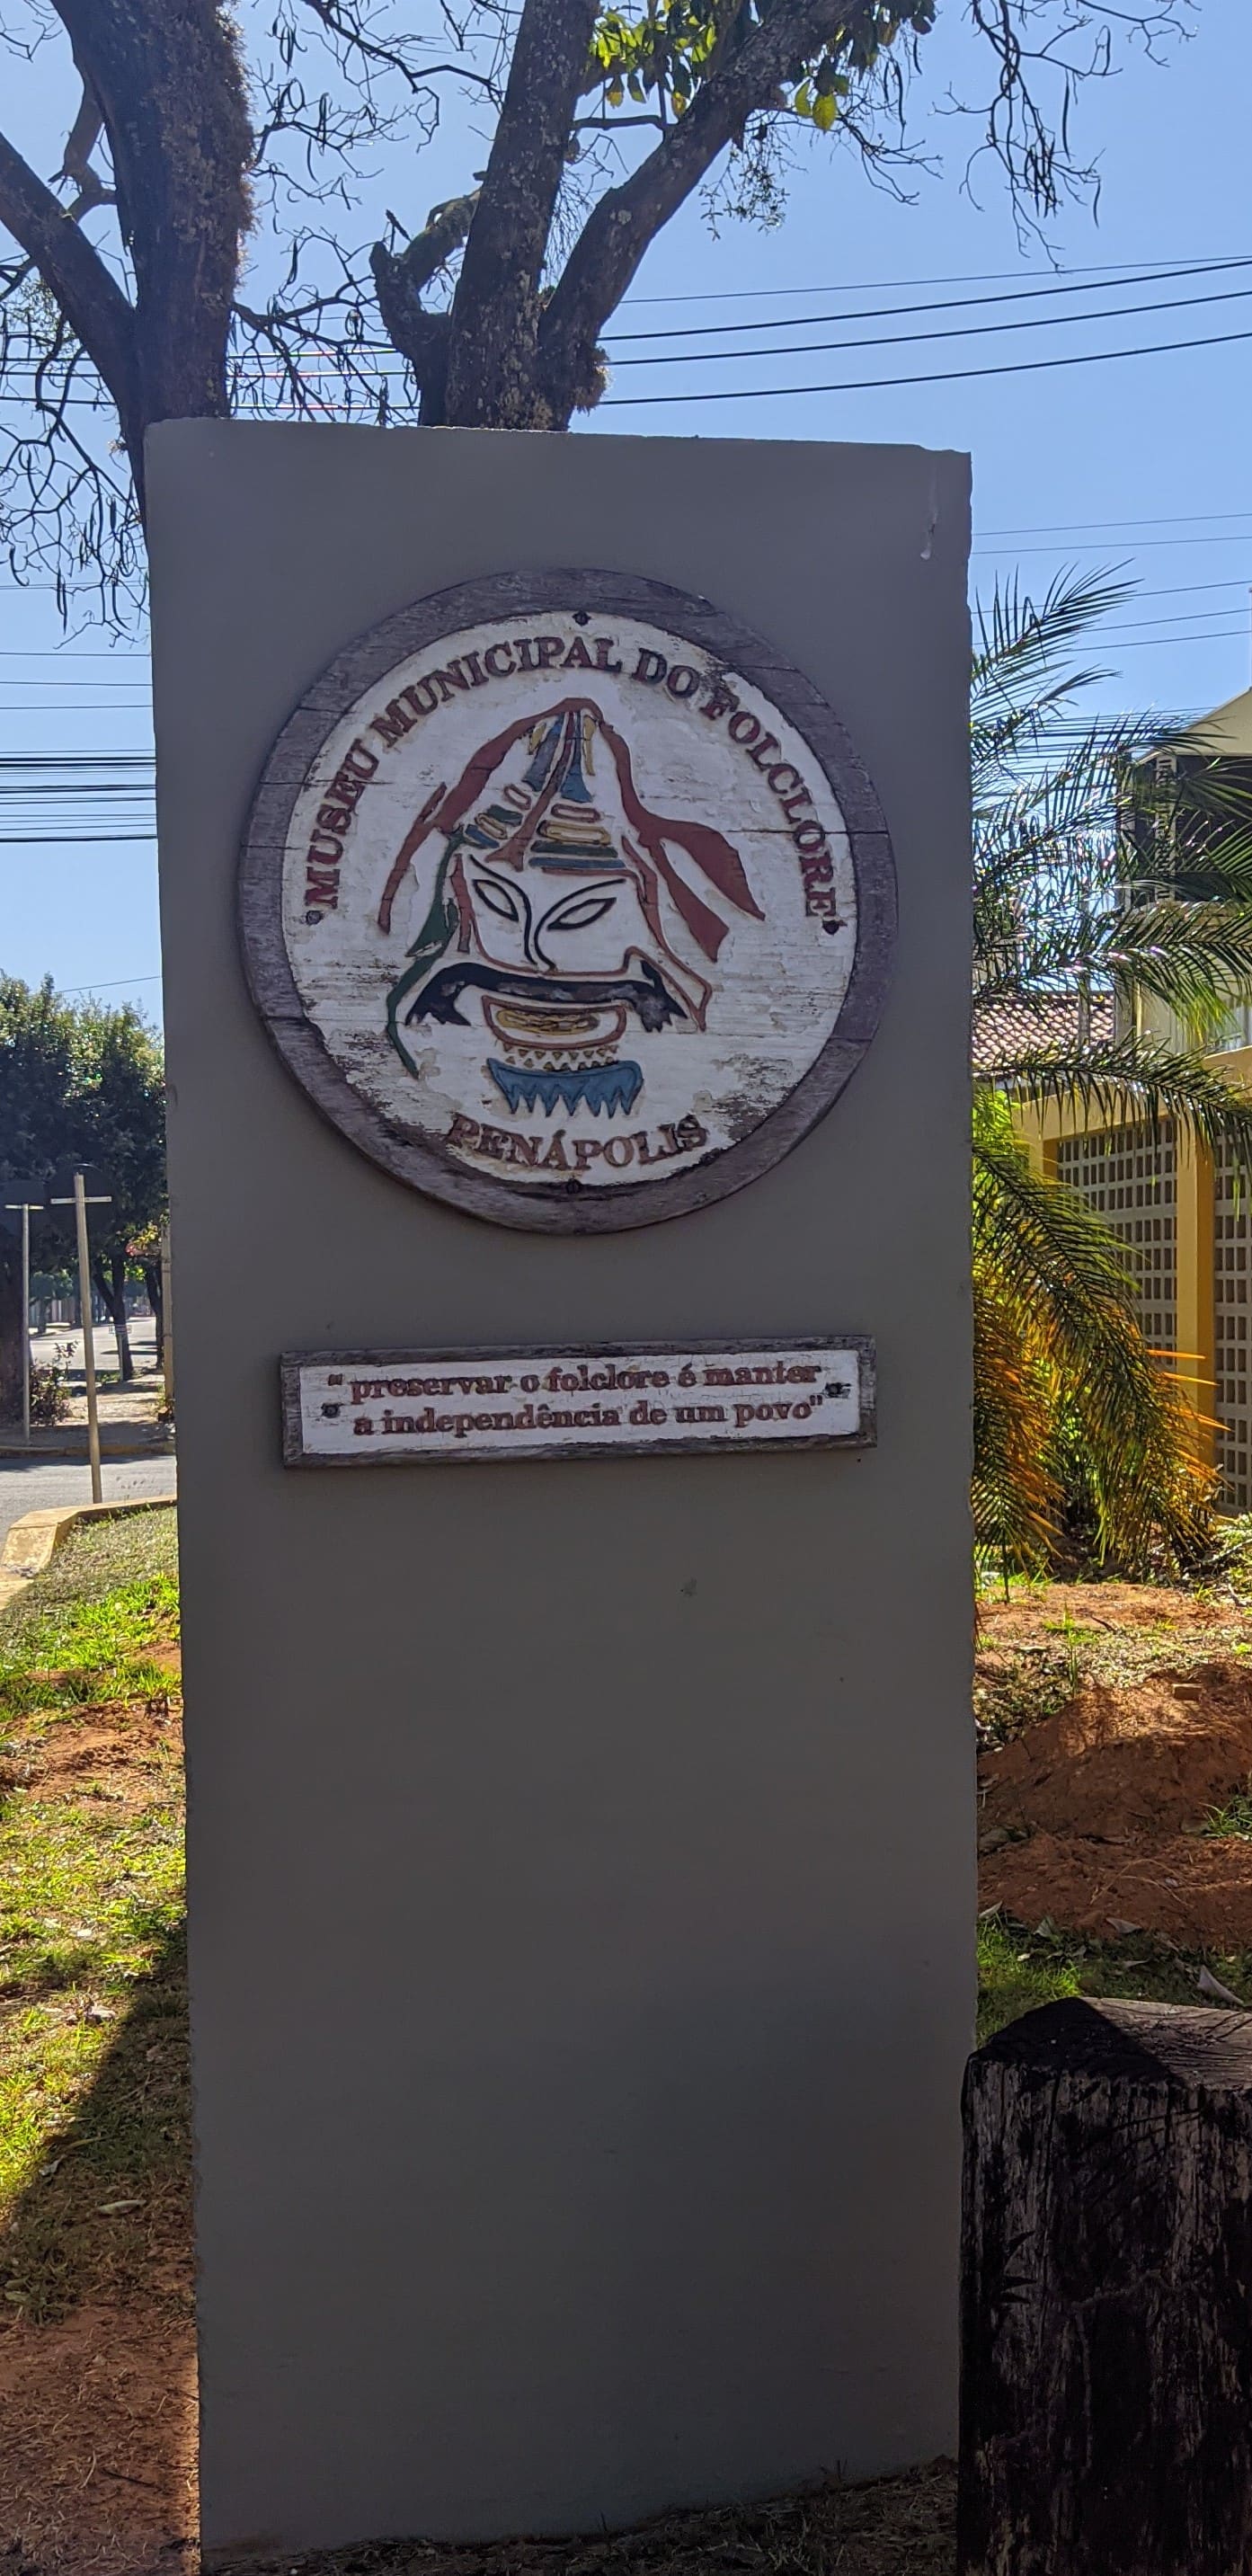 MUSEU MUNICIPAL DO FOLCLORE
PENÁPOLIS
"preservar o folclore é manter
a independência de um povo"